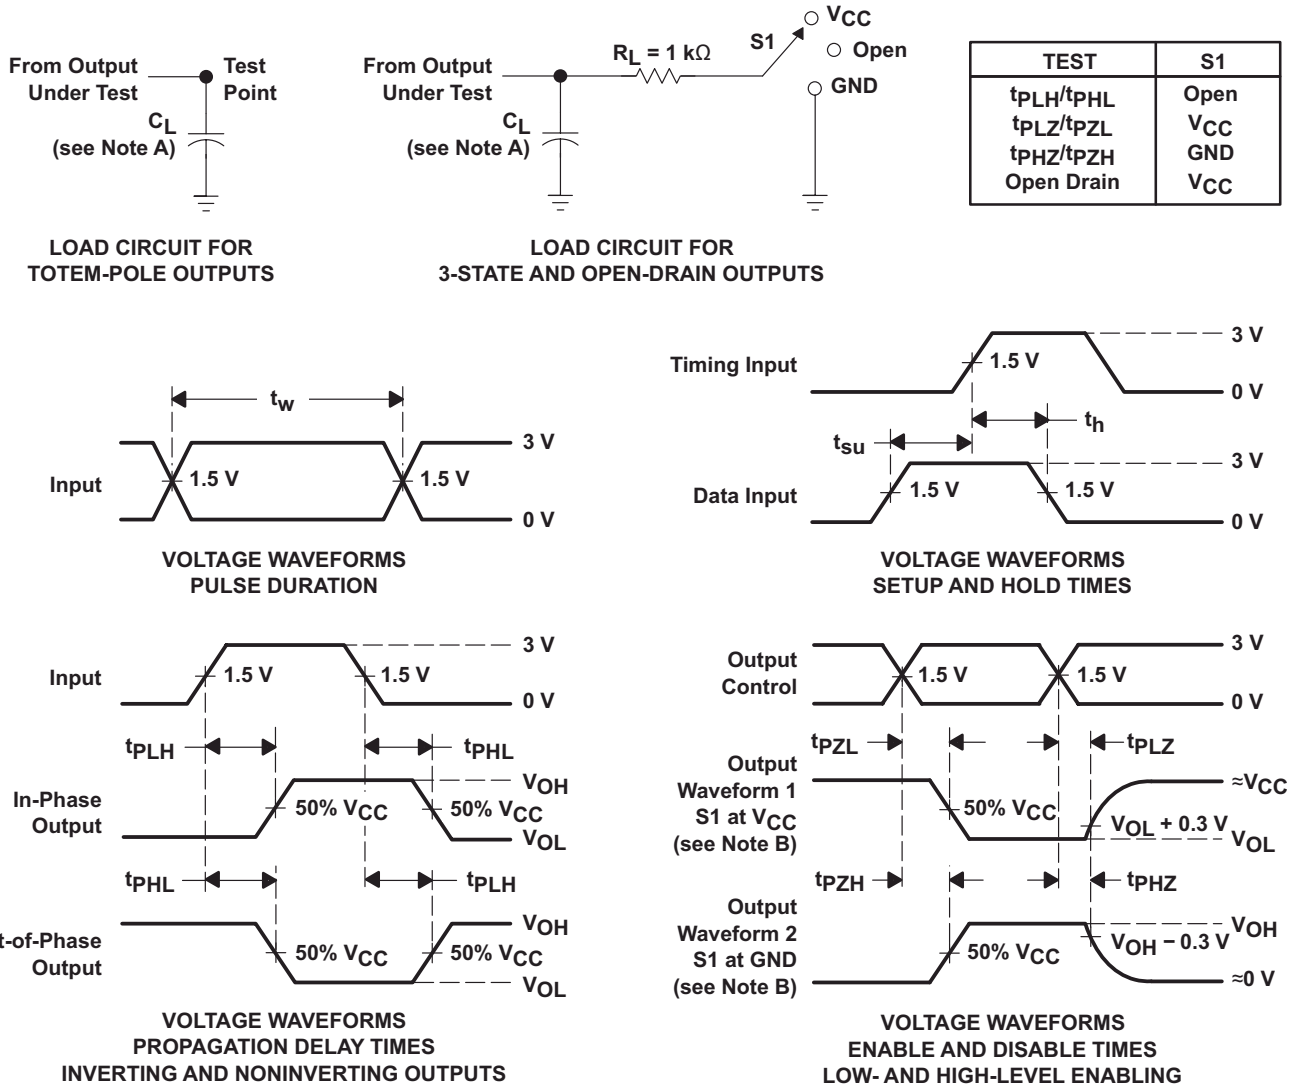 From Output
Under Test
Test
Point
CL
(see Note A)
LOAD CIRCUIT FOR
TOTEM-POLE OUTPUTS
From Output
Under Test
CL
(see Note A)
RL = 1 kΩ
S1
VCC
Open
GND
LOAD CIRCUIT FOR
3-STATE AND OPEN-DRAIN OUTPUTS
TEST S1
tPLH/tPHL Open
tPLZ/tPZL VCC
tPHZ/tPZH GND
Open Drain VCC
tw
Input
1.5 V
1.5 V
3 V
0 V
VOLTAGE WAVEFORMS
PULSE DURATION
Timing Input
1.5 V
3 V
0 V
th
tsu
Data Input
1.5 V
1.5 V
3 V
0 V
VOLTAGE WAVEFORMS
SETUP AND HOLD TIMES
Input
1.5 V
1.5 V
3 V
0 V
tPLH
tPHL
In-Phase
Output
50% VCC
50% VCC
VOH
VOL
tPHL
tPLH
t-of-Phase
Output
50% VCC
50% VCC
VOH
VOL
VOLTAGE WAVEFORMS
PROPAGATION DELAY TIMES
INVERTING AND NONINVERTING OUTPUTS
Output
Control
1.5 V
1.5 V
3 V
0 V
tPZL
tPLZ
Output
Waveform 1
S1 at VCC
(see Note B)
50% VCC
VOL + 0.3 V
≈VCC
VOL
tPZH
tPHZ
Output
Waveform 2
S1 at GND
(see Note B)
50% VCC
VOH − 0.3 V
VOH
≈0 V
VOLTAGE WAVEFORMS
ENABLE AND DISABLE TIMES
LOW- AND HIGH-LEVEL ENABLING